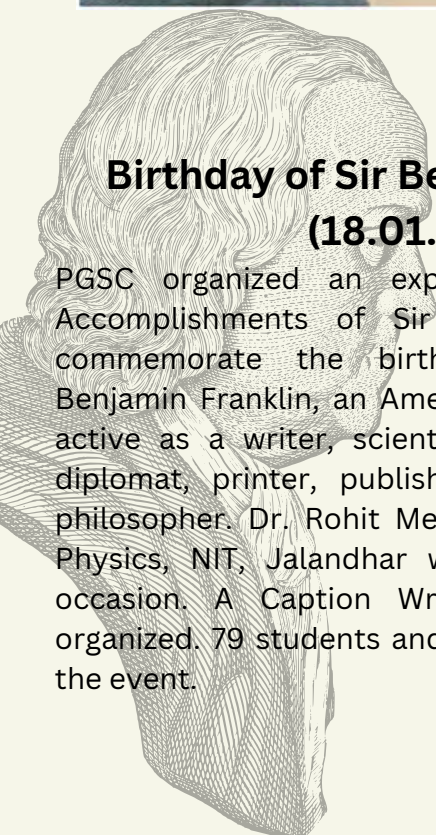 Birthday of Sir Be
(18.01.
PGSC organized an exp
Accomplishments of Sir
commemorate the birth
Benjamin Franklin, an Ame
active as a writer, scient
diplomat, printer, publish
philosopher. Dr. Rohit Me
Physics, NIT, Jalandhar w
occasion. A Caption Wr
organized. 79 students and
the event.